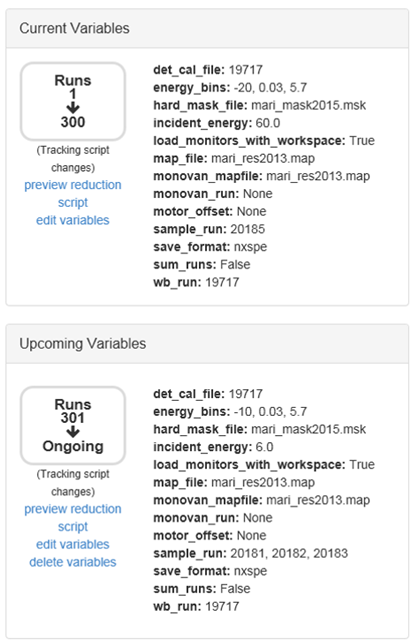 Current Variables
Runs
1
300
(Tracking script
changes)
preview reduction
script
edit variables
det_cal_file: 19717
energy_bins: -20, 0.03, 5.7
hard_mask_file: mari_mask2015.msk
incident_energy: 60.0
load_monitors_with_workspace: True
map_file: mari_res2013.map
monovan_mapfile: mari_res2013.map
monovan_run: None
motor_offset: None
sample_run: 20185
save_format: nxspe
sum_runs: False
wb_run: 19717
Upcoming Variables
Runs
301
Ongoing
(Tracking script
changes)
preview reduction
script
edit variables
delete variables
det_cal_file: 19717
energy_bins: -10, 0.03, 5.7
hard_mask_file: mari_mask2015.msk
incident_energy: 6.0
load_monitors_with_workspace: True
map_file: mari_res2013.map
monovan_mapfile: mari_res2013.map
monovan_run: None
motor_offset: None
sample_run: 20181, 20182, 20183
save_format: nxspe
sum_runs: False
wb_run: 19717